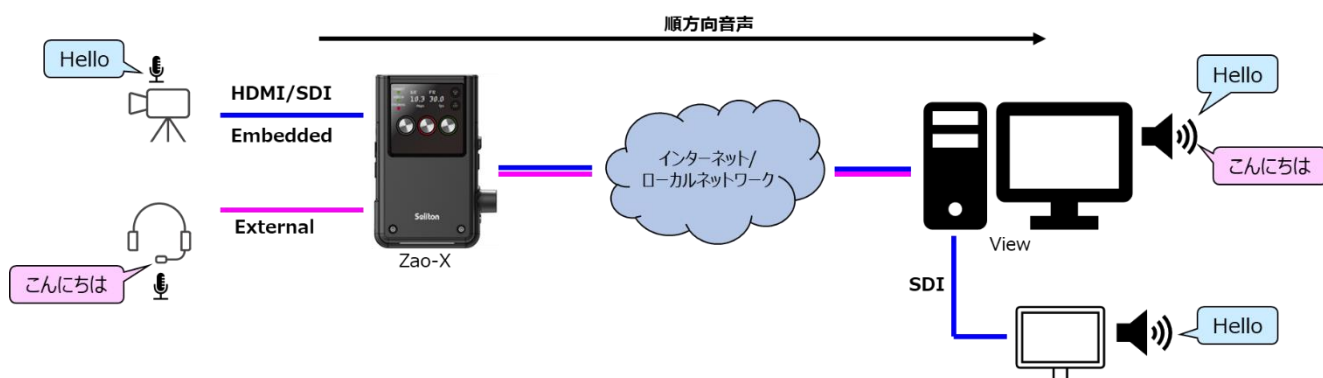 順方向音声
Hello
HDMI/SDI
Embedded
External
こんにちは
Soliton
Zao-X
インターネット/
ローカルネットワーク
Hello
こんにちは
View
SDI
Hello